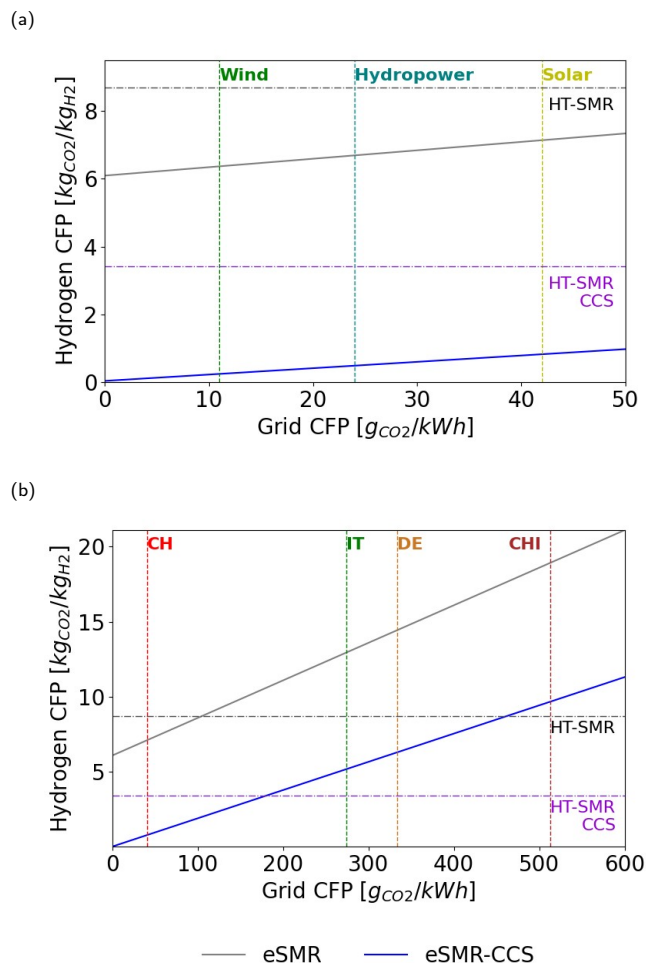 (a)
Wind Hydropower Solar
HT-SMR
HT-SMR
CCS
Hydrogen CFP [kgCO2/kgH2]
8
6
4
2
0
0 10 20 30 40 50
Grid CFP [gCO2/kWh]
(b)
CH IT DE CHI
HT-SMR
HT-SMR
CCS
Hydrogen CFP [kgCO2/kgH2]
20
15
10
5
0 100 200 300 400 500 600
Grid CFP [gCO2/kWh]
eSMR eSMR-CCS